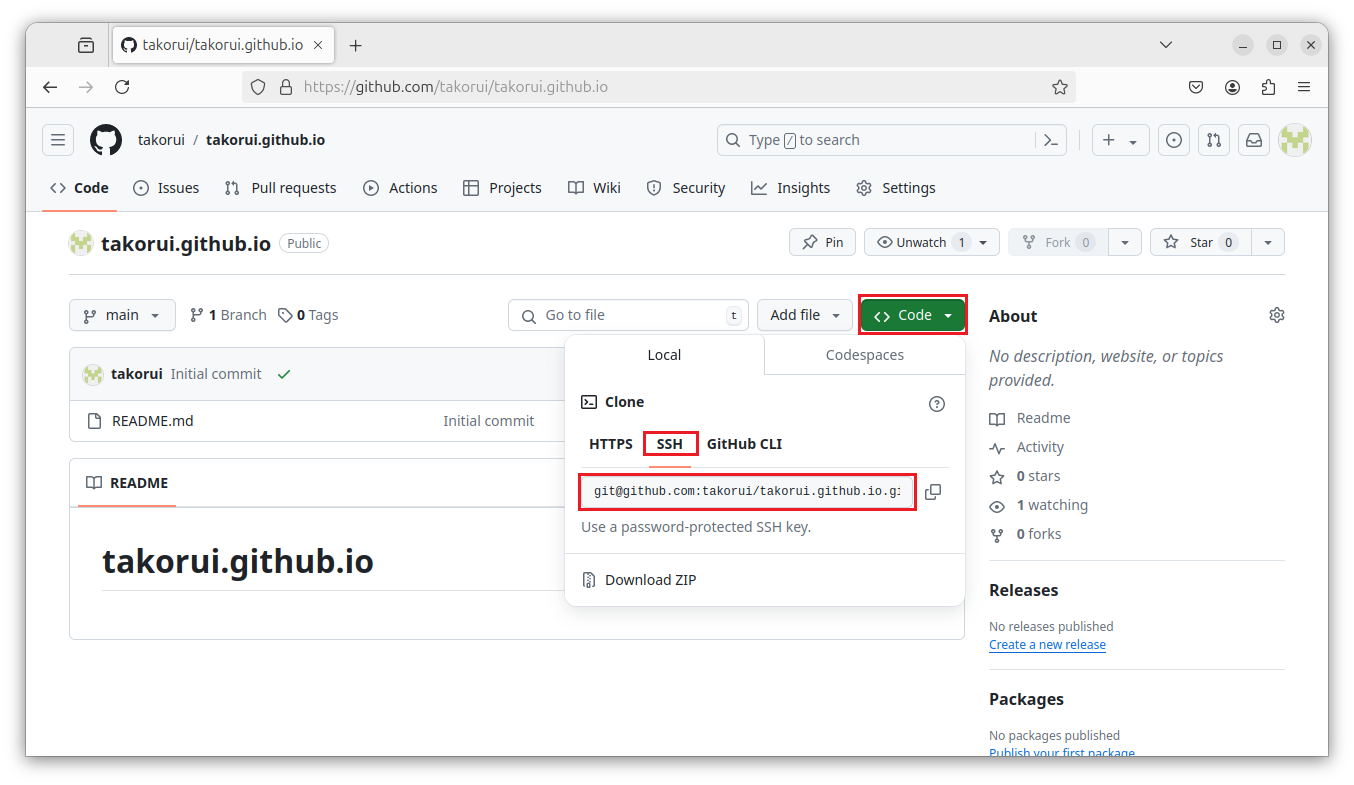 takorui/takorui.github.io
https://github.com/takorui/takorui.github.io
takorui / takorui.github.io
Type / to search
Code Issues Pull requests Actions Projects Wiki Security Insights Settings
takorui.github.io Public
Pin Unwatch 1 Fork 0 Star 0
main 1 Branch 0 Tags Go to file t Add file Code
Local Codespaces
takorui Initial commit
README.md Initial commit
Clone
HTTPS SSH GitHub CLI
git@github.com:takorui/takorui.github.io.gi
Use a password-protected SSH key.
Download ZIP
README
takorui.github.io
About
No description, website, or topics
provided.
Readme
Activity
0 stars
1 watching
0 forks
Releases
No releases published
Create a new release
Packages
No packages published
Publish your first package